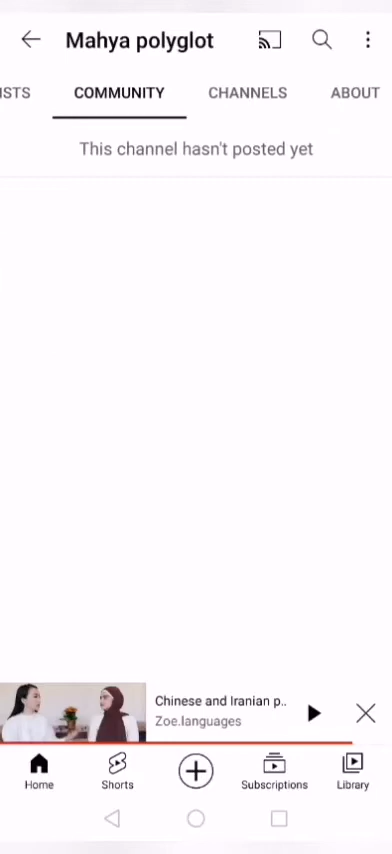 Mahya polyglot
ISTS COMMUNITY CHANNELS ABOUT
This channel hasn't posted yet
Chinese and Iranian p..
Zoe.languages
Home Shorts Subscriptions Library